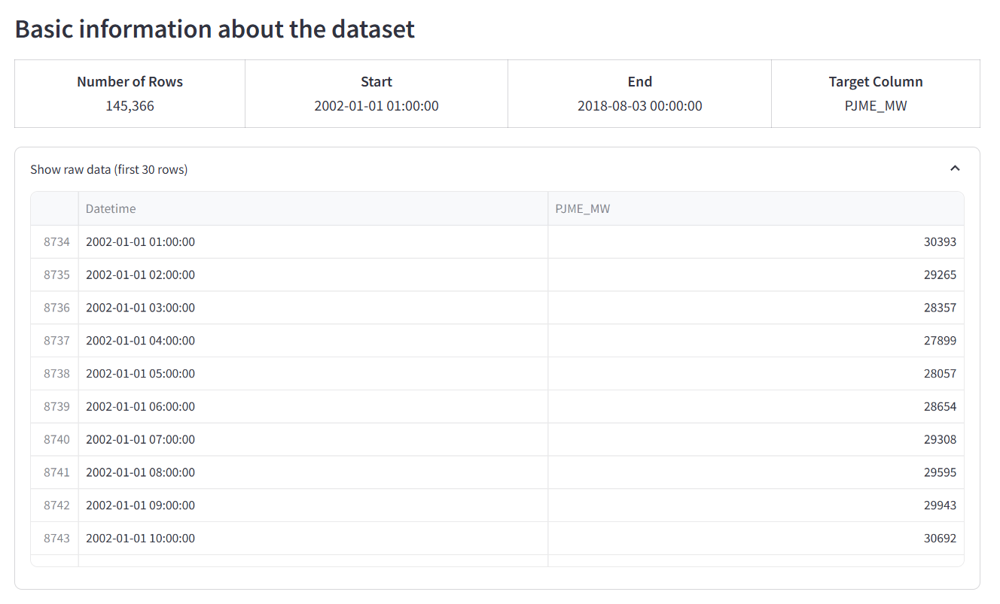 Basic information about the dataset
Number of Rows Start End Target Column
145,366 2002-01-01 01:00:00 2018-08-03 00:00:00 PJME_MW
Show raw data (first 30 rows)
Datetime PJME_MW
8734 2002-01-01 01:00:00 30393
8735 2002-01-01 02:00:00 29265
8736 2002-01-01 03:00:00 28357
8737 2002-01-01 04:00:00 27899
8738 2002-01-01 05:00:00 28057
8739 2002-01-01 06:00:00 28654
8740 2002-01-01 07:00:00 29308
8741 2002-01-01 08:00:00 29595
8742 2002-01-01 09:00:00 29943
8743 2002-01-01 10:00:00 30692